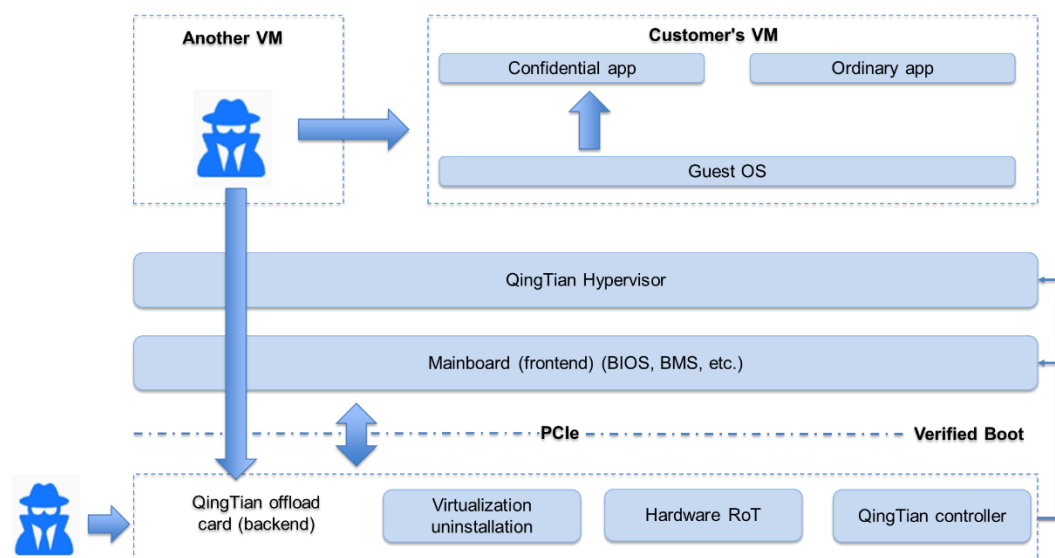 Another VM
Customer's VM
Confidential app
Ordinary app
Guest OS
QingTian Hypervisor
Mainboard (frontend) (BIOS, BMS, etc.)
PCIe
Verified Boot
QingTian offload
card (backend)
Virtualization
uninstallation
Hardware RoT
QingTian controller